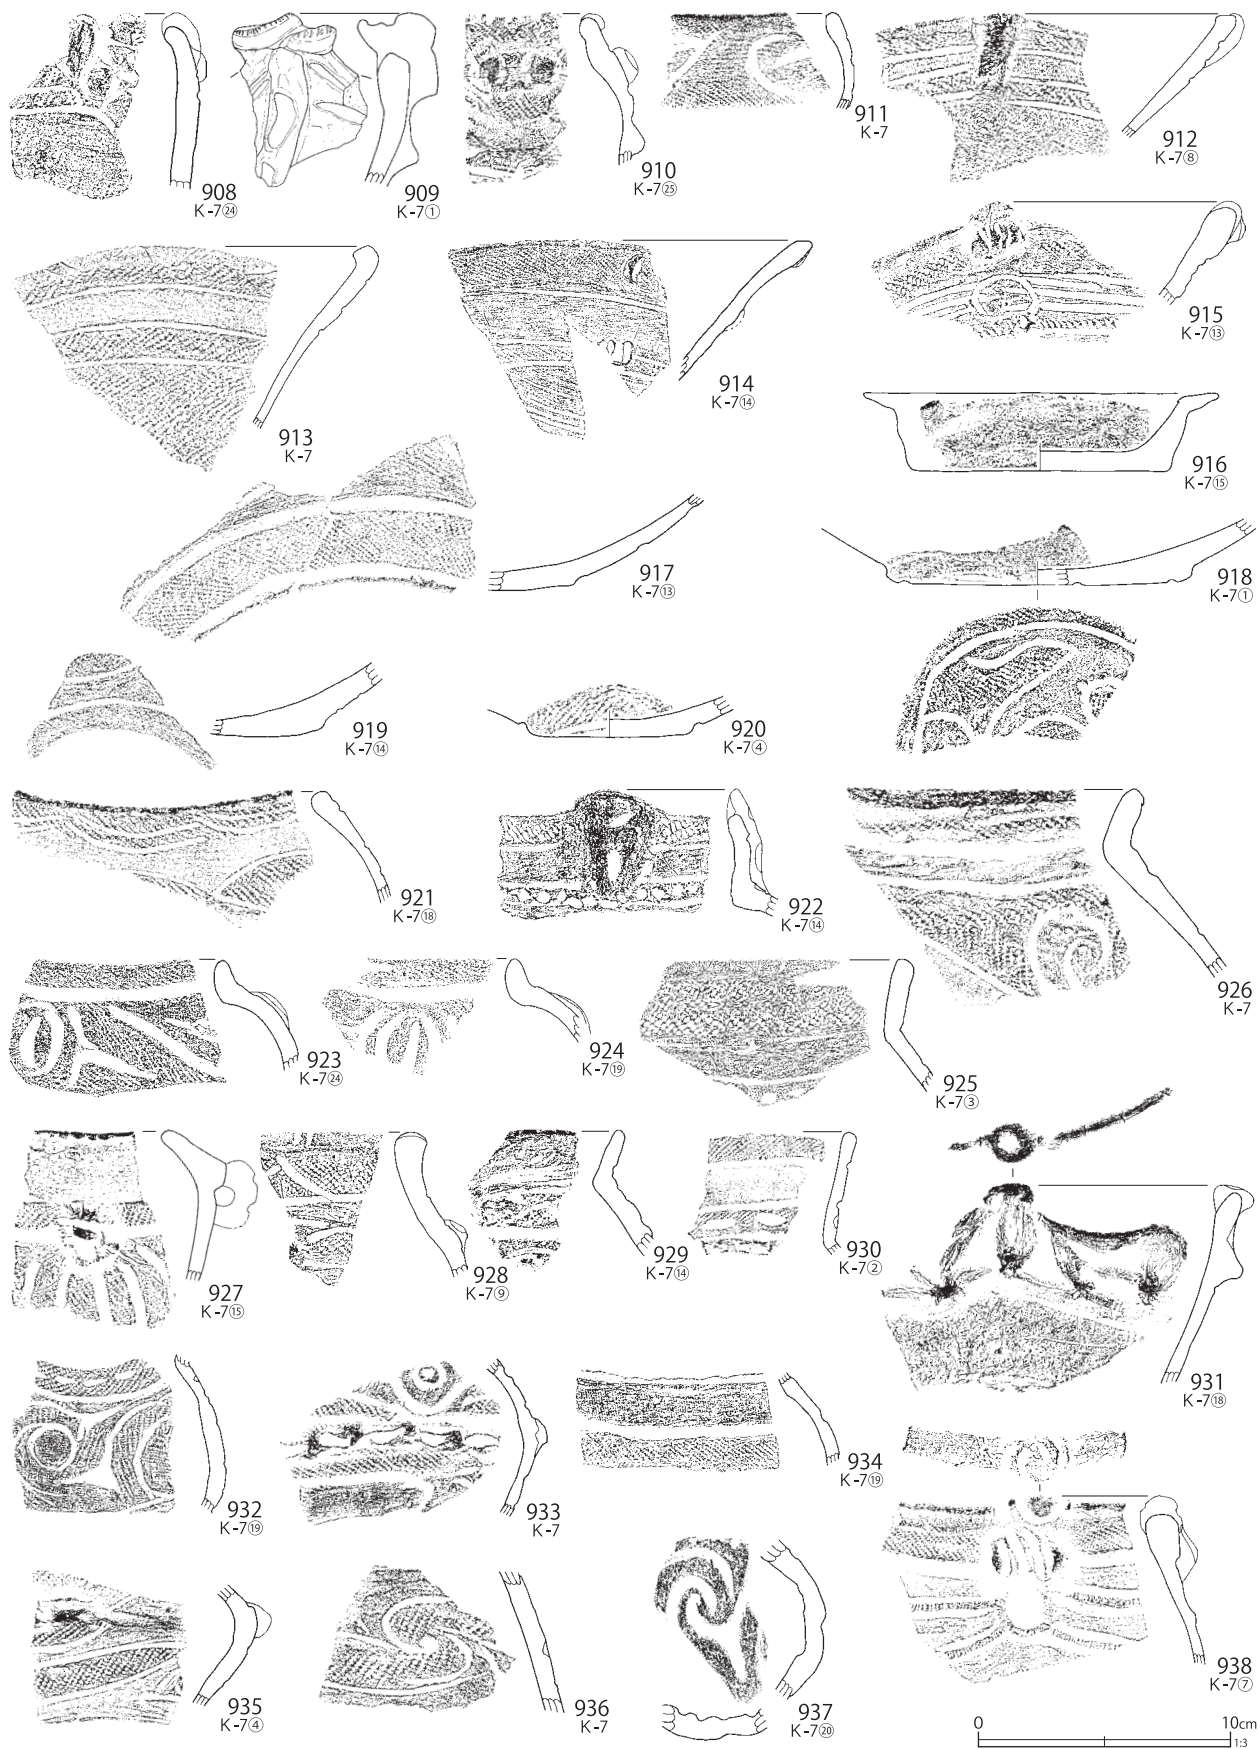 908
K-7㉔
909
K-7①
910
K-7㉕
911
K-7
912
K-7⑧
913
K-7
914
K-7⑭
915
K-7⑬
916
K-7⑮
917
K-7⑬
918
K-7①
919
K-7⑭
920
K-7④
921
K-7⑱
922
K-7⑭
926
K-7
923
K-7㉔
924
K-7⑲
925
K-7③
927
K-7⑮
928
K-7⑨
929
K-7⑭
930
K-7②
931
K-7⑱
932
K-7⑲
933
K-7
934
K-7⑲
935
K-7④
936
K-7
937
K-7⑳
938
K-7⑦
0 10cm
1:3